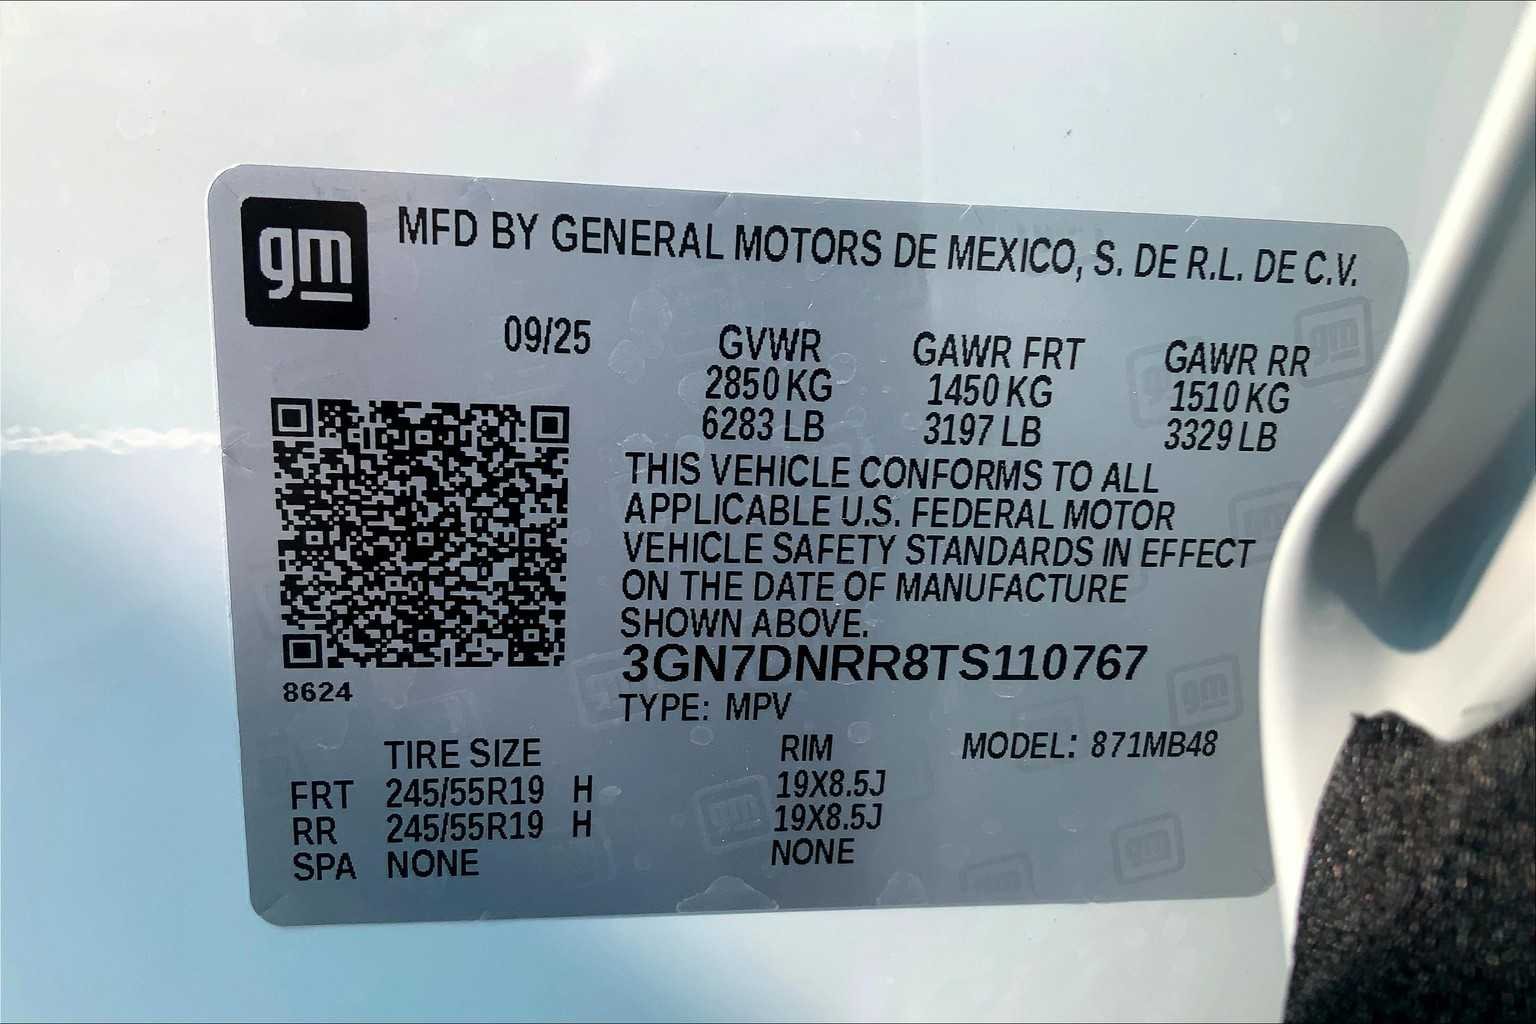 gm
MFD BY GENERAL MOTORS DE MEXICO, S. DE R.L. DE C.V.
09/25
GVWR GAWR FRT GAWR RR
2850 KG 1450 KG 1510 KG
6283 LB 3197 LB 3329 LB
THIS VEHICLE CONFORMS TO ALL
APPLICABLE U.S. FEDERAL MOTOR
VEHICLE SAFETY STANDARDS IN EFFECT
ON THE DATE OF MANUFACTURE
SHOWN ABOVE.
3GN7DNRR8TS110767
8624
TYPE: MPV
TIRE SIZE RIM MODEL: 871MB48
FRT 245/55R19 H 19X8.5J
RR 245/55R19 H 19X8.5J
SPA NONE NONE